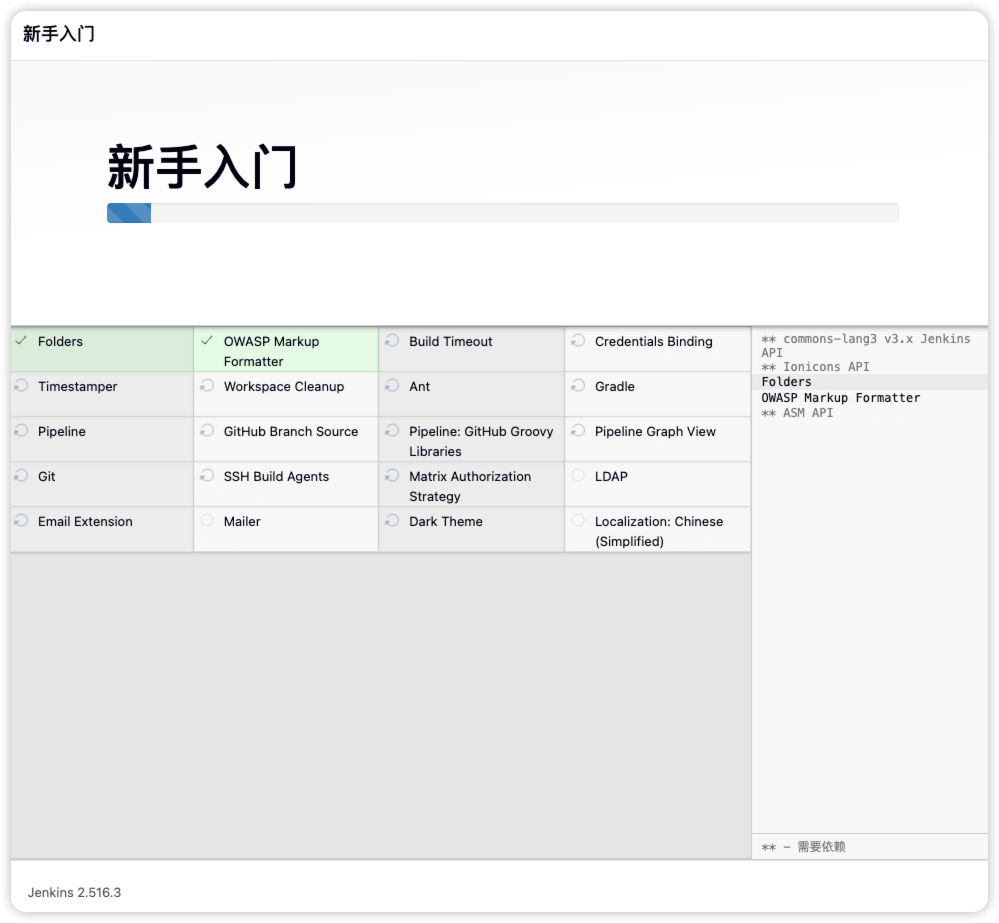 新手入门
新手入门
Folders
OWASP Markup
Formatter
Build Timeout
Credentials Binding
Timestamper
Workspace Cleanup
Ant
Gradle
Pipeline
GitHub Branch Source
Pipeline: GitHub Groovy
Libraries
Pipeline Graph View
Git
SSH Build Agents
Matrix Authorization
Strategy
LDAP
Email Extension
Mailer
Dark Theme
Localization: Chinese
(Simplified)
** commons-lang3 v3.x Jenkins
API
** Ionicons API
Folders
OWASP Markup Formatter
** ASM API
** - 需要依赖
Jenkins 2.516.3